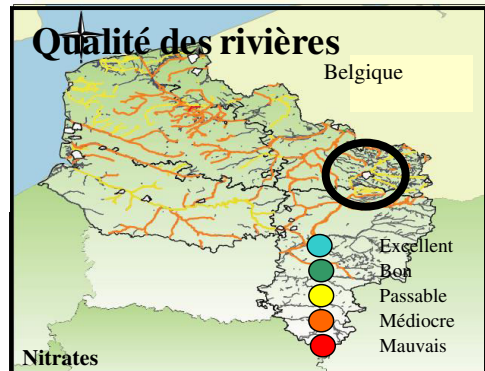 Qualité des rivières
Belgique
Excellent
Bon
Passable
Médiocre
Mauvais
Nitrates